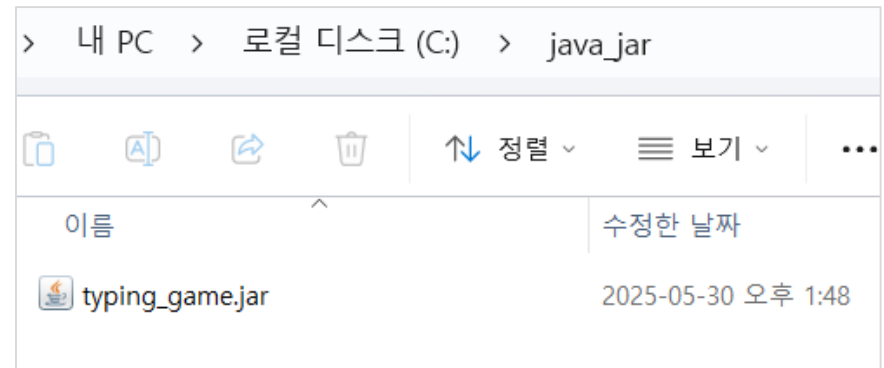 > 내 PC > 로컬 디스크 (C:) > java_jar
정렬 보기 •••
이름 수정한 날짜
typing_game.jar 2025-05-30 오후 1:48